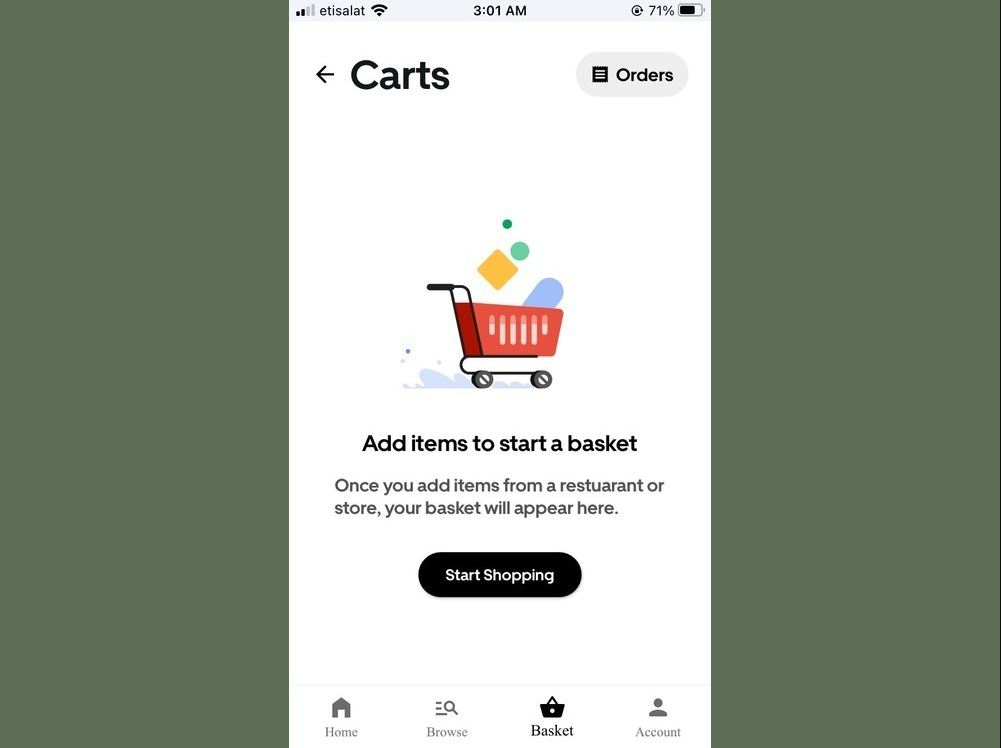 etisalat 3:01 AM 71%
Carts Orders
Add items to start a basket
Once you add items from a restuarant or
store, your basket will appear here.
Start Shopping
Home Browse Basket Account